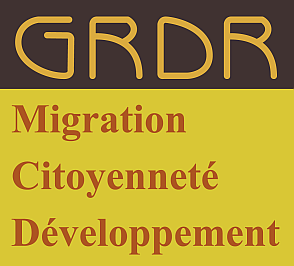 GRDR
Migration
Citoyenneté
Développement